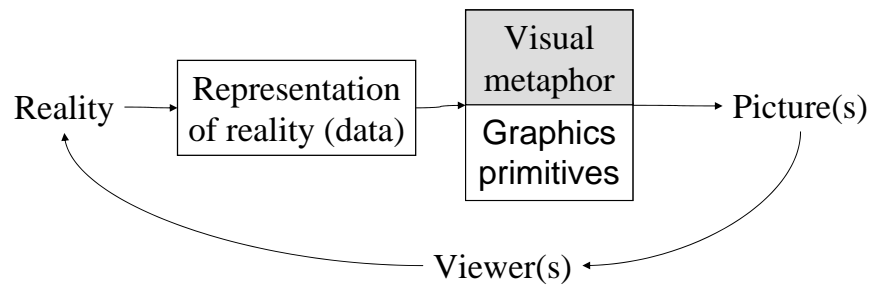 Reality
Representation
of reality (data)
Visual
metaphor
Graphics
primitives
Picture(s)
Viewer(s)